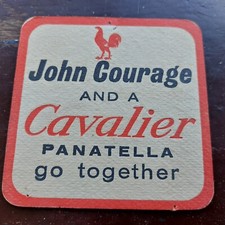 John Courage
AND A
Cavalier
PANATELLA
go together